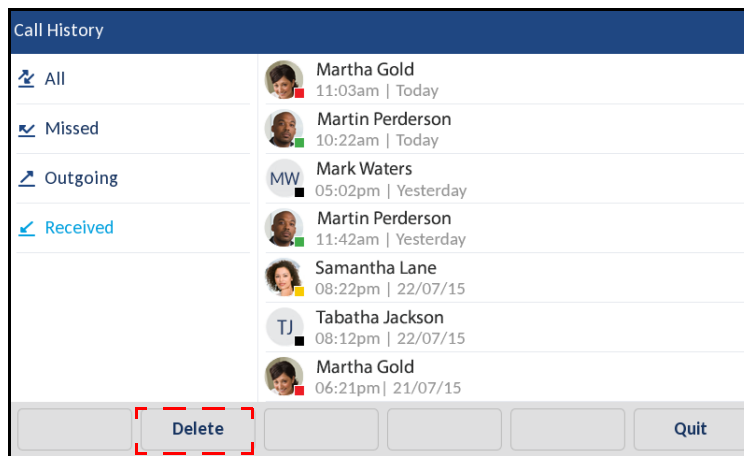 Call History
All
Missed
Outgoing
Received
Martha Gold
11:03am | Today
Martin Perderson
10:22am | Today
MW
Mark Waters
05:02pm | Yesterday
Martin Perderson
11:42am | Yesterday
Samantha Lane
08:22pm | 22/07/15
TJ
Tabatha Jackson
08:12pm | 22/07/15
Martha Gold
06:21pm| 21/07/15
Delete
Quit